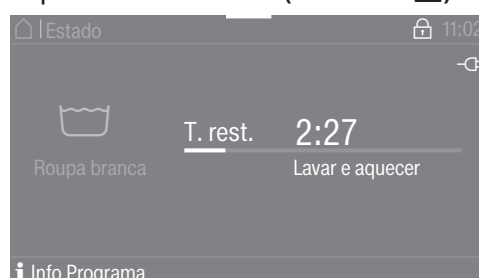 Estado 11:02
T. rest. 2:27
Roupa branca
Lavar e aquecer
Info Programa